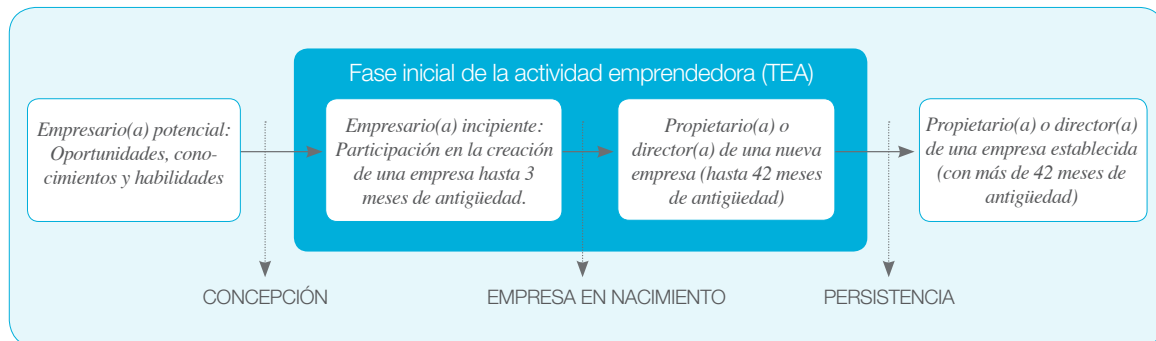 Fase inicial de la actividad emprendedora (TEA)
Empresario(a) potencial:
Oportunidades, cono-
cimientos y habilidades
Empresario(a) incipiente:
Participación en la creación
de una empresa hasta 3
meses de antigüedad.
Propietario(a) o
director(a) de una nueva
empresa (hasta 42 meses
de antigüedad)
Propietario(a) o director(a)
de una empresa establecida
(con más de 42 meses de
antigüedad)
CONCEPCIÓN
EMPRESA EN NACIMIENTO
PERSISTENCIA